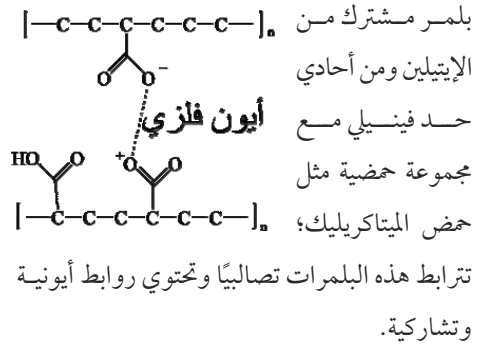 بلمر مشترك من
الإيتيلين ومن أحادي
حد فينيلي مع
مجموعة حمضية مثل
حمض الميتاكريليك؛
تترابط هذه البلمرات تصالبيًا وتحتوي روابط أيونية
وتشاركية.
[—C—C—C—C—C—]n
O O−
أيون فلزي
HO O +O O
[—C—C—C—C—C—C—]n